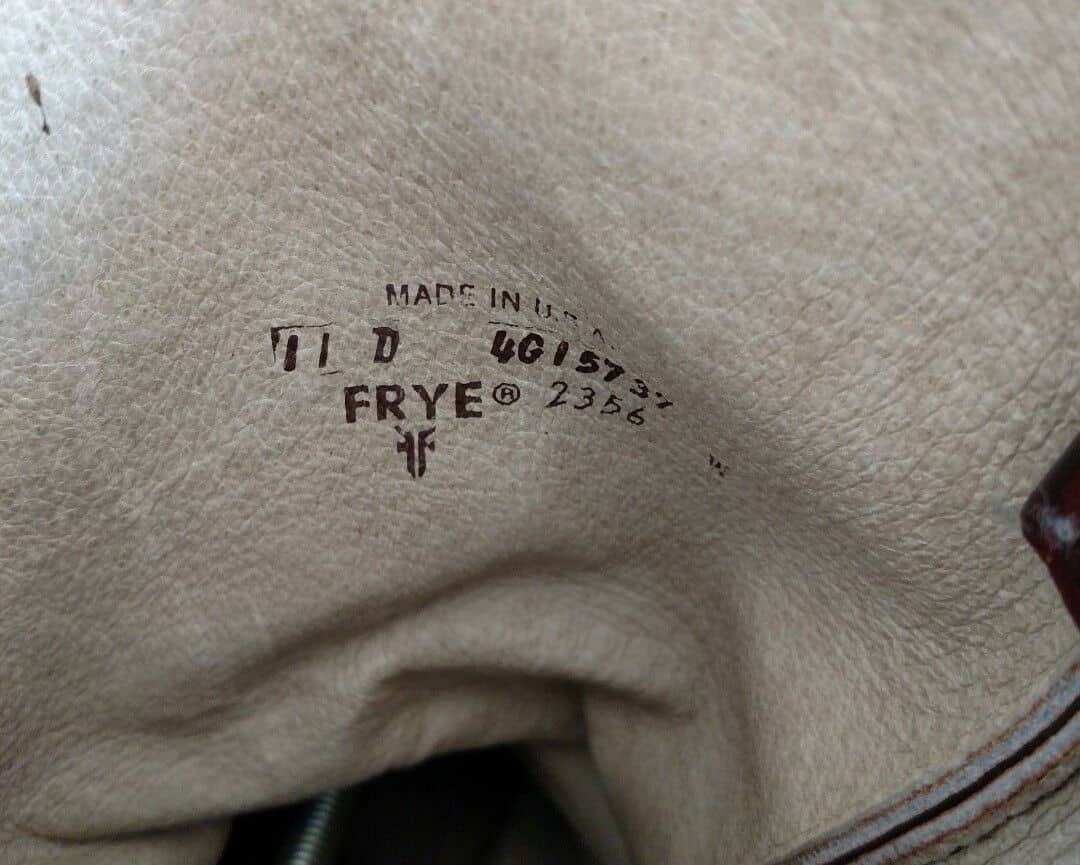 MADE IN U.S.A.
11 D 4G15737
FRYE® 2356
W